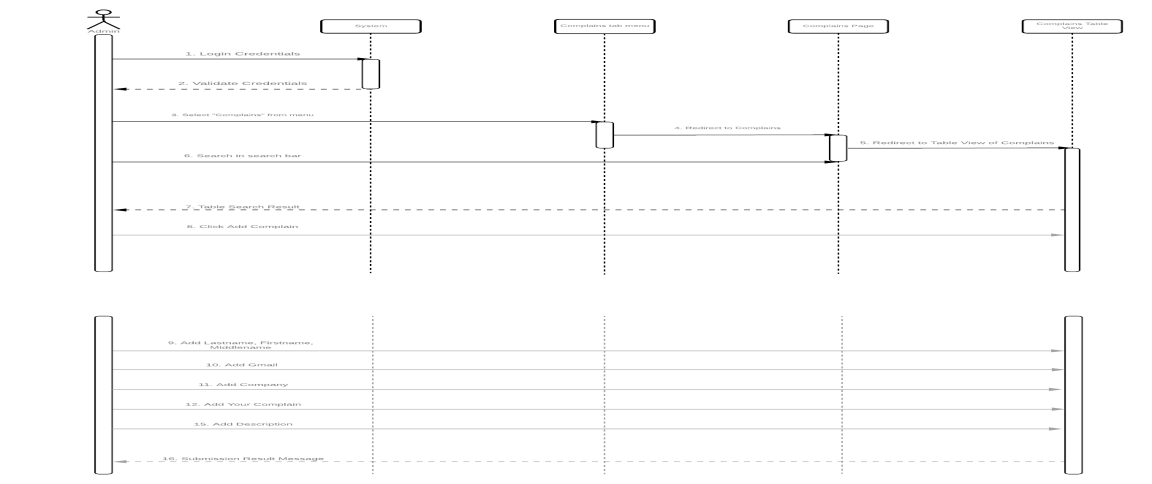 Admin
System
Complains tab menu
Complains Page
Complains Table
View
1. Login Credentials
2. Validate Credentials
3. Select "Complains" from menu
4. Redirect to Complains
5. Redirect to Table View of Complains
6. Search in search bar
7. Table Search Result
8. Click Add Complain
9. Add Lastname, Firstname,
Middlename
10. Add Gmail
11. Add Company
12. Add Your Complain
15. Add Description
16. Submission Result Message